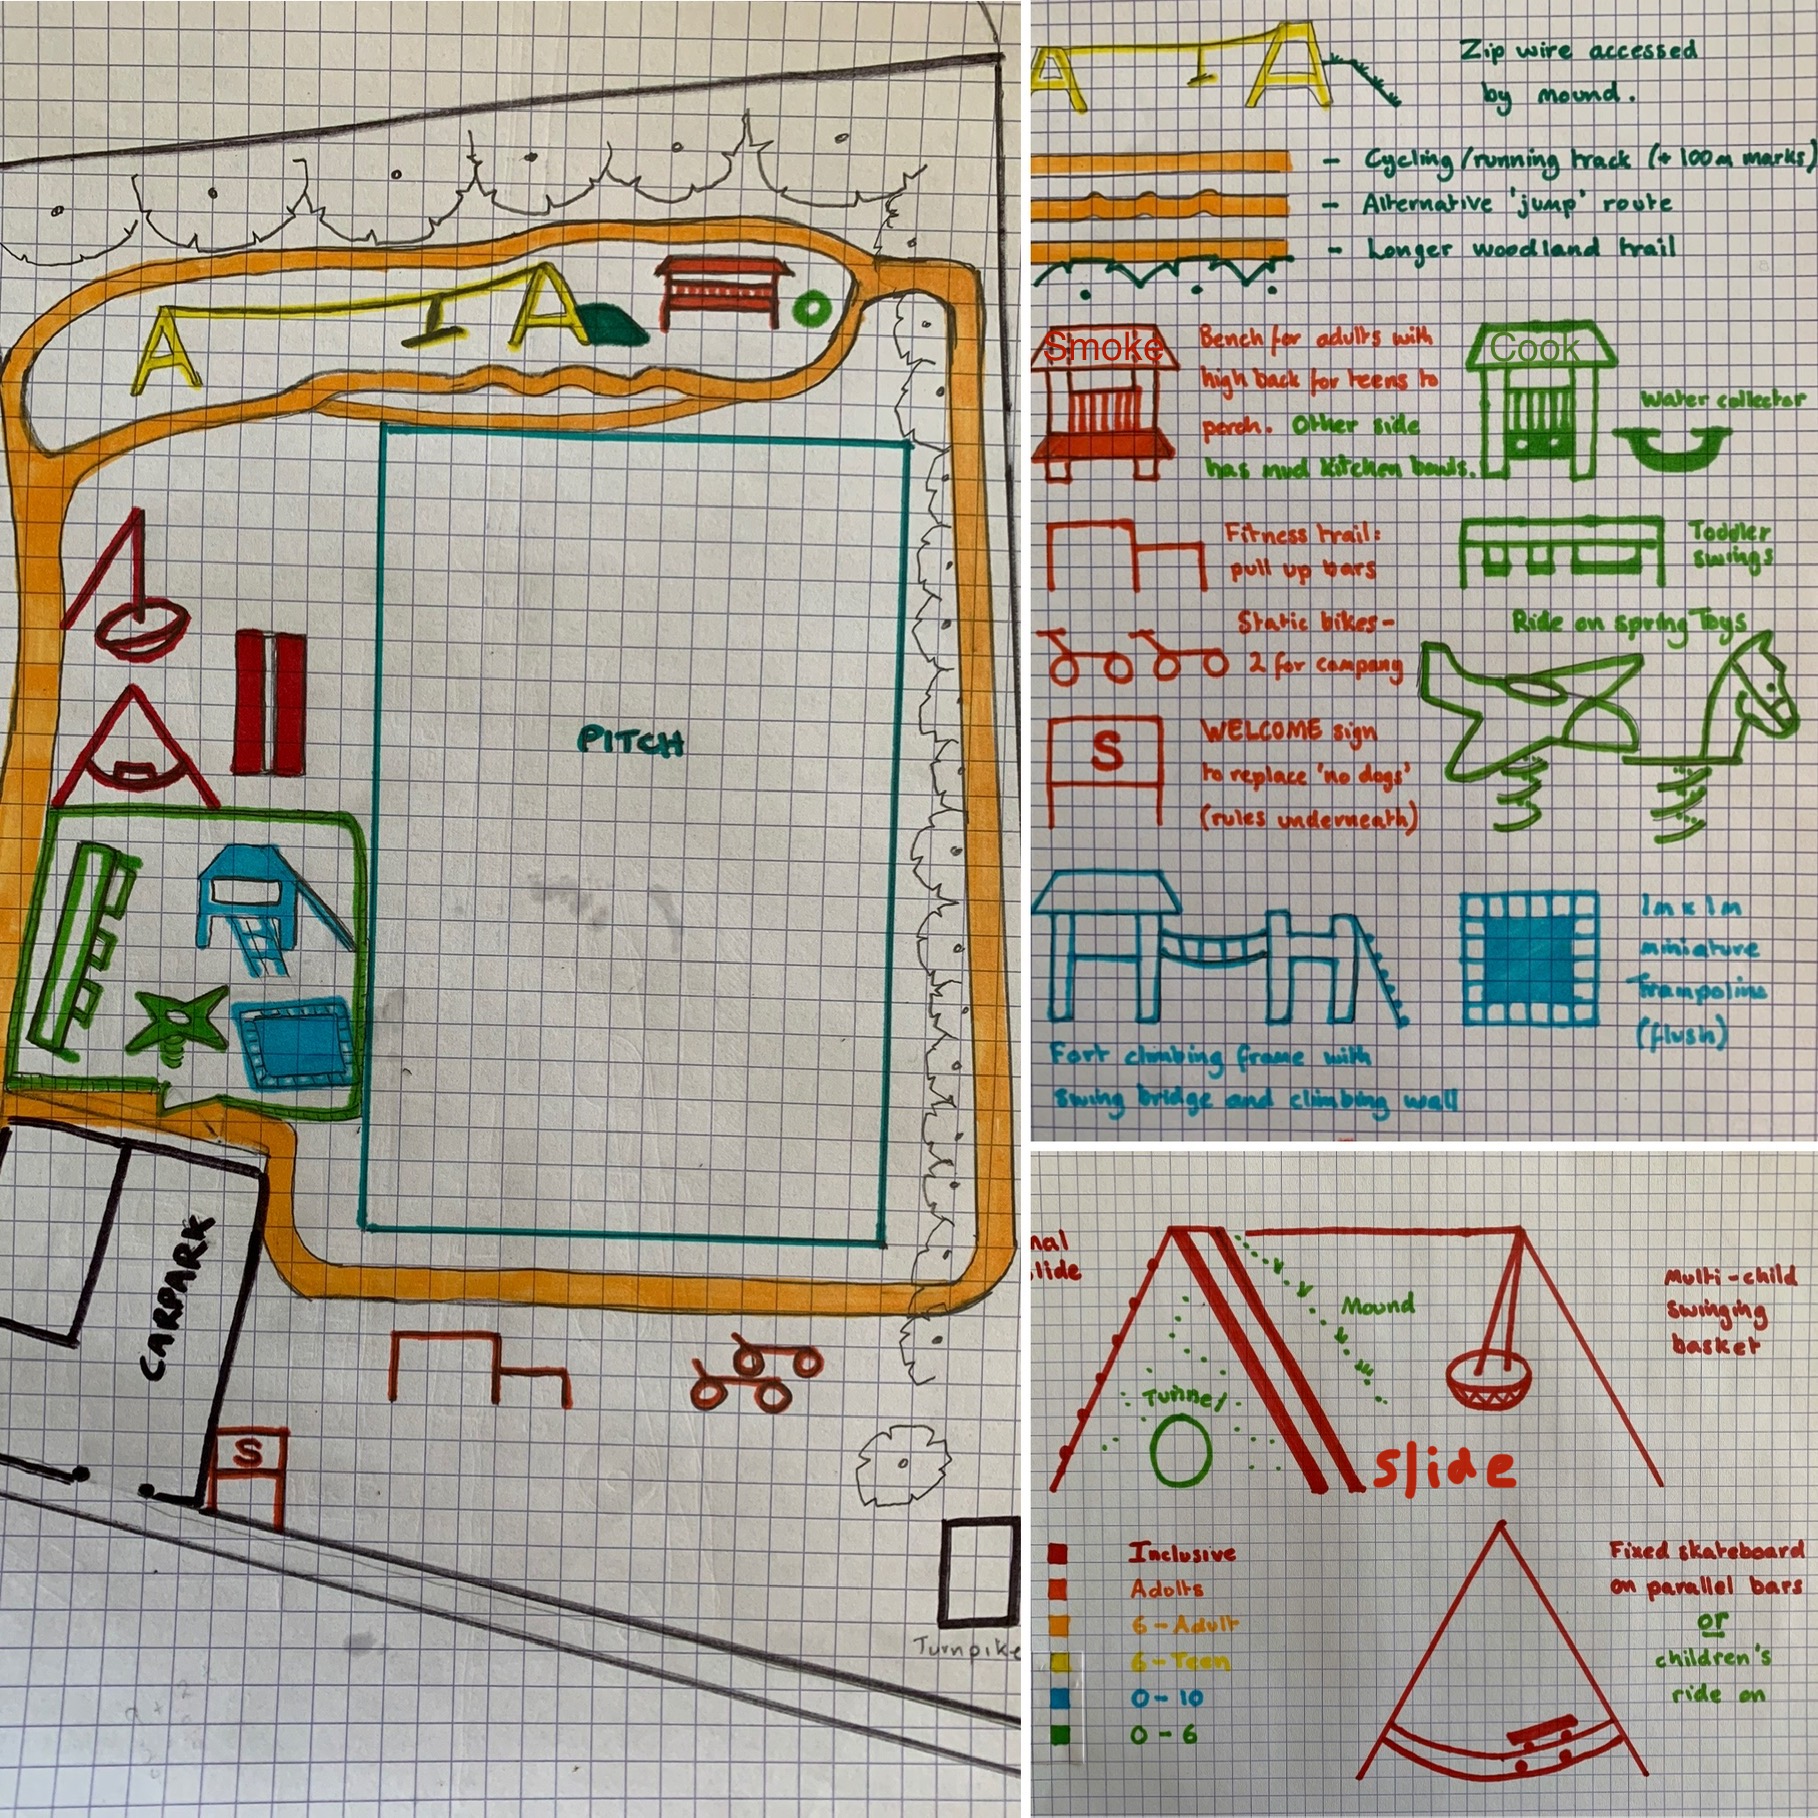 PITCH
CARPARK
S
Turnpike
Zip wire accessed
by mound.
- Cycling/running track (+ 100m marks)
- Alternative 'jump' route
- Longer woodland trail
Smoke
Bench for adults with
high back for teens to
perch. Other side
has mud kitchen bowls.
Cook
Water collector
Fitness trail:
pull up bars
Toddler
swings
Static bikes-
2 for company
Ride on spring Toys
S
WELCOME sign
to replace 'no dogs'
(rules underneath)
Fort climbing frame with
swing bridge and climbing wall
1m x 1m
miniature
Trampoline
(flush)
nal
lide
Mound
Tunnel
slide
Multi-child
swinging
basket
Inclusive
Adults
6-Adult
6-Teen
0-10
0-6
Fixed skateboard
on parallel bars
or
children's
ride on